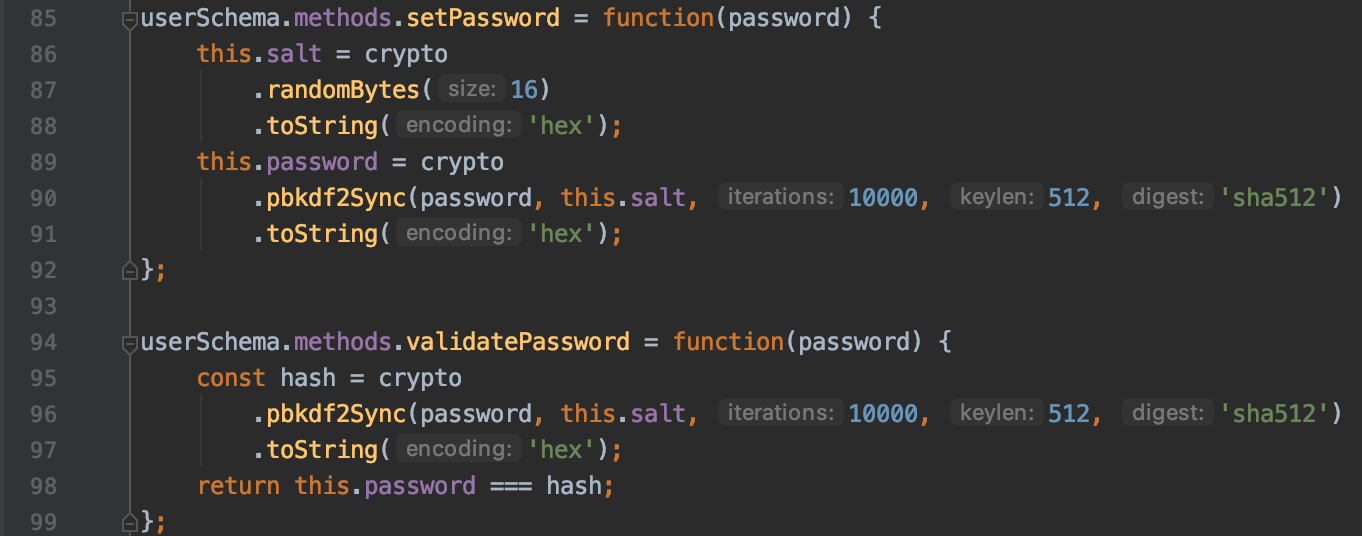 85 userSchema.methods.setPassword = function(password) {
86     this.salt = crypto
87         .randomBytes( size: 16)
88         .toString( encoding: 'hex');
89     this.password = crypto
90         .pbkdf2Sync(password, this.salt, iterations: 10000, keylen: 512, digest: 'sha512')
91         .toString( encoding: 'hex');
92 };
93
94 userSchema.methods.validatePassword = function(password) {
95     const hash = crypto
96         .pbkdf2Sync(password, this.salt, iterations: 10000, keylen: 512, digest: 'sha512')
97         .toString( encoding: 'hex');
98     return this.password === hash;
99 };